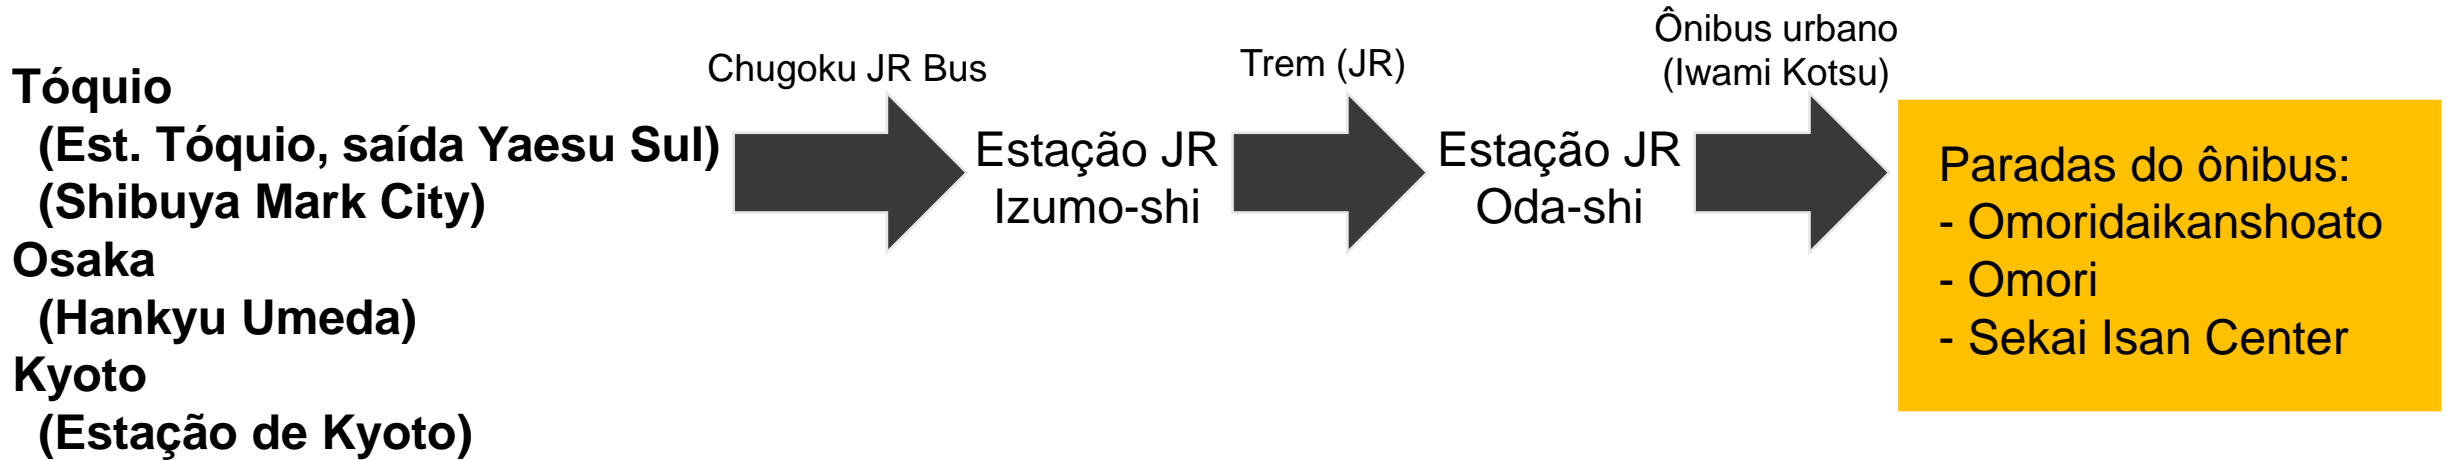 Tóquio
(Est. Tóquio, saída Yaesu Sul)
(Shibuya Mark City)
Osaka
(Hankyu Umeda)
Kyoto
(Estação de Kyoto)
Chugoku JR Bus
Estação JR
Izumo-shi
Trem (JR)
Estação JR
Oda-shi
Ônibus urbano
(Iwami Kotsu)
Paradas do ônibus:
- Omoridaikanshoato
- Omori
- Sekai Isan Center